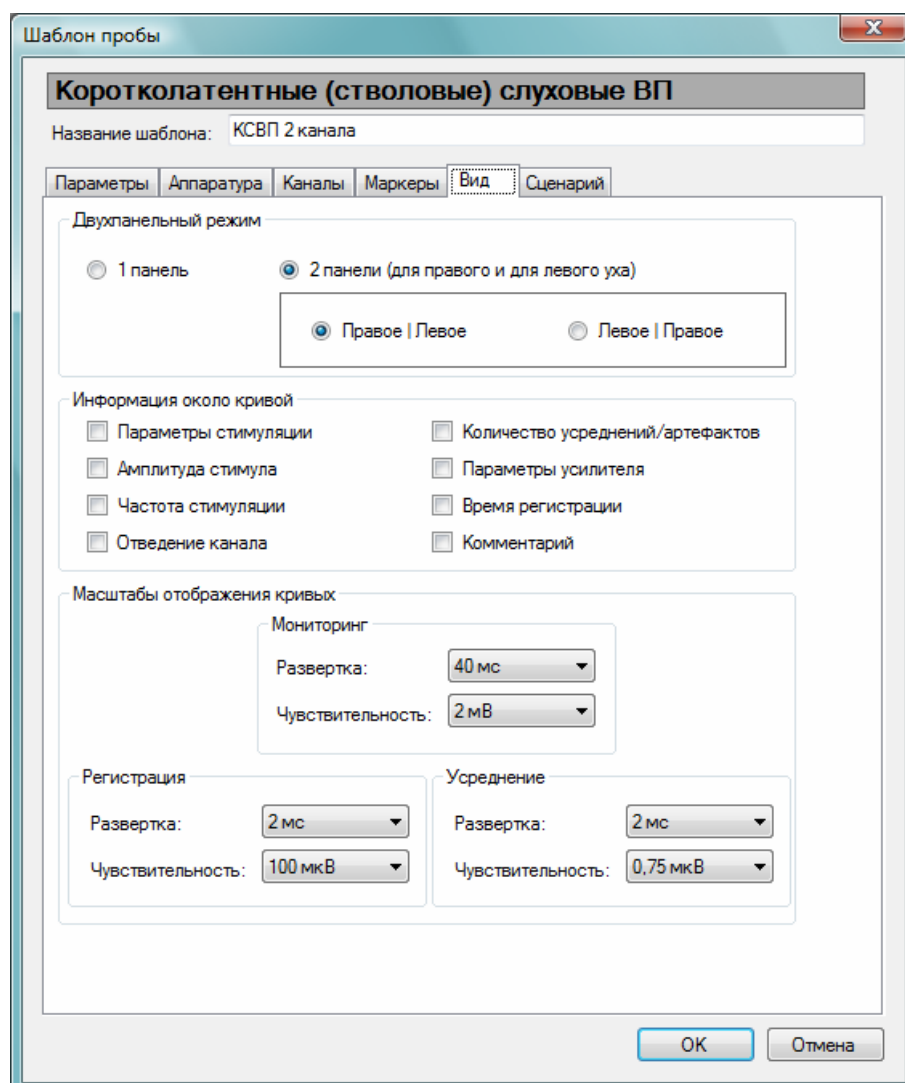 Шаблон пробы
Коротколатентные (стволовые) слуховые ВП
Название шаблона: КСВП 2 канала
Параметры Аппаратура Каналы Маркеры Вид Сценарий
Двухпанельный режим
1 панель 2 панели (для правого и для левого уха)
Правое | Левое Левое | Правое
Информация около кривой
Параметры стимуляции Количество усреднений/артефактов
Амплитуда стимула Параметры усилителя
Частота стимуляции Время регистрации
Отведение канала Комментарий
Масштабы отображения кривых
Мониторинг
Развертка: 40 мс
Чувствительность: 2 мВ
Регистрация Усреднение
Развертка: 2 мс Развертка: 2 мс
Чувствительность: 100 мкВ Чувствительность: 0,75 мкВ
OK Отмена